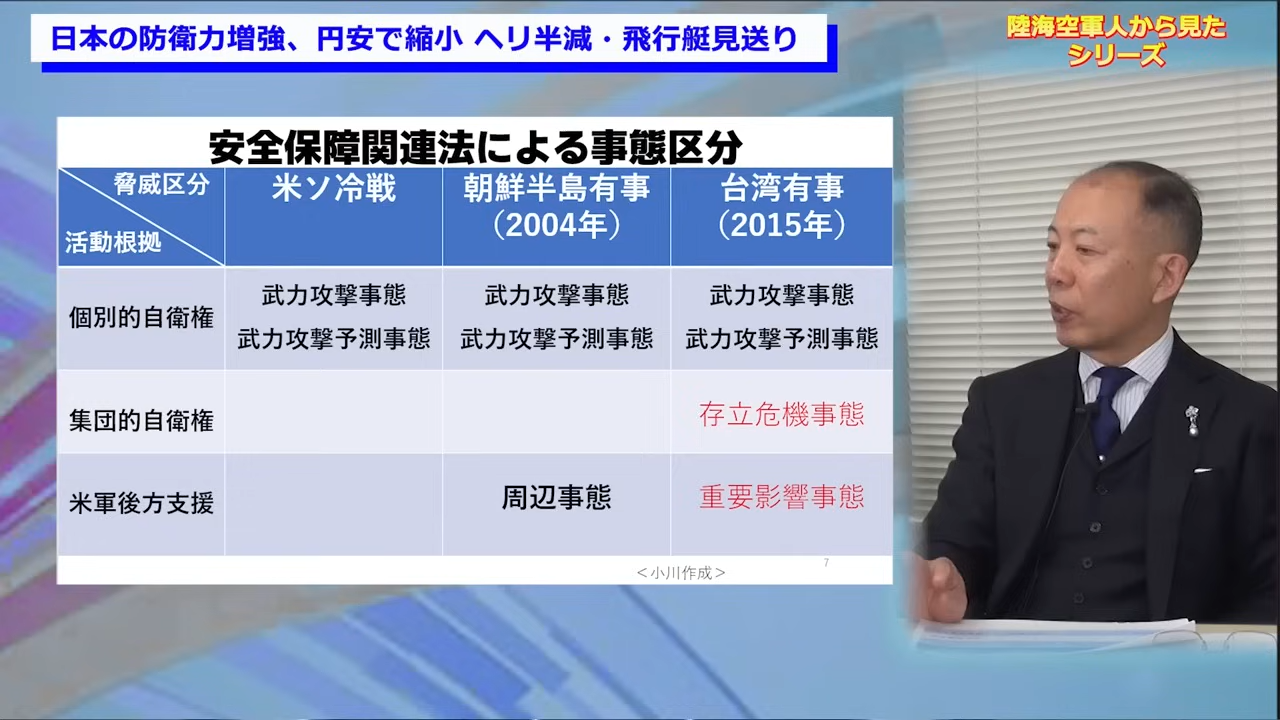 日本の防衛力増強、円安で縮小 ヘリ半減・飛行艇見送り
陸海空軍人から見た
シリーズ
安全保障関連法による事態区分
脅威区分
活動根拠
米ソ冷戦
朝鮮半島有事
（2004年）
台湾有事
（2015年）
個別的自衛権
武力攻撃事態
武力攻撃予測事態
武力攻撃事態
武力攻撃予測事態
武力攻撃事態
武力攻撃予測事態
集団的自衛権
存立危機事態
米軍後方支援
周辺事態
重要影響事態
＜小川作成＞
7